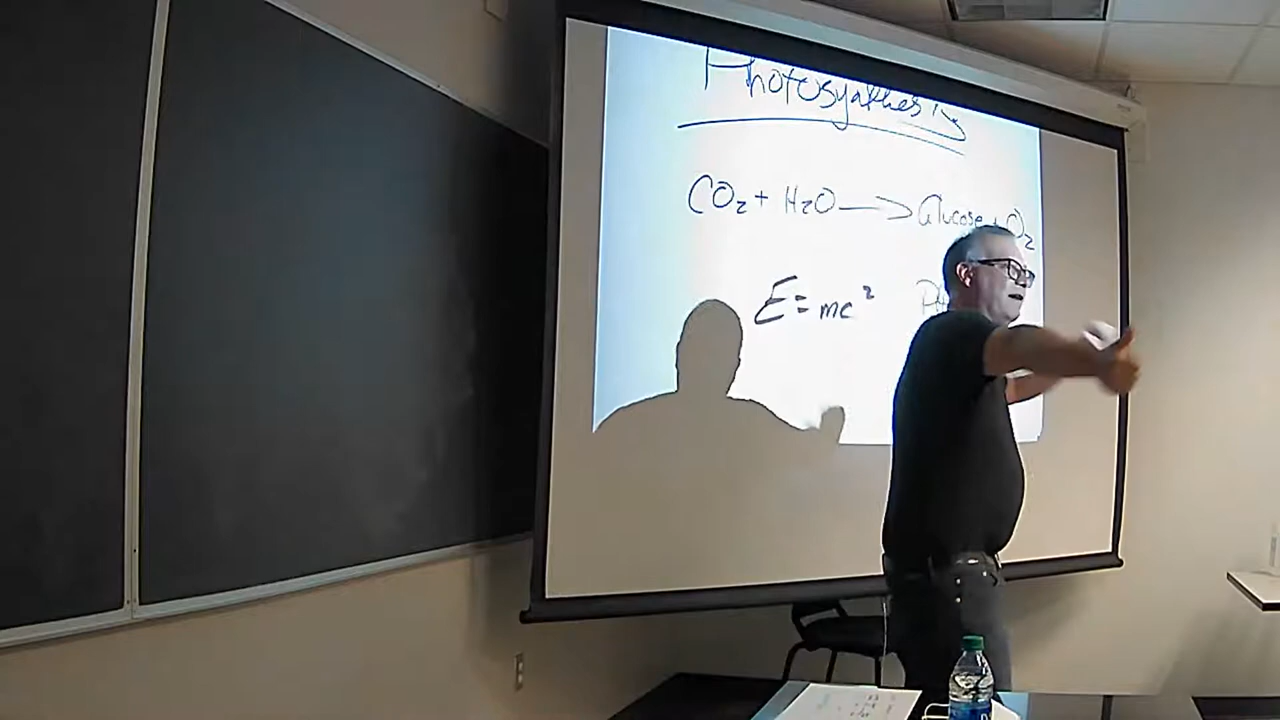 Photosynthesis
CO₂ + H₂O → Glucose + O₂
E = mc²